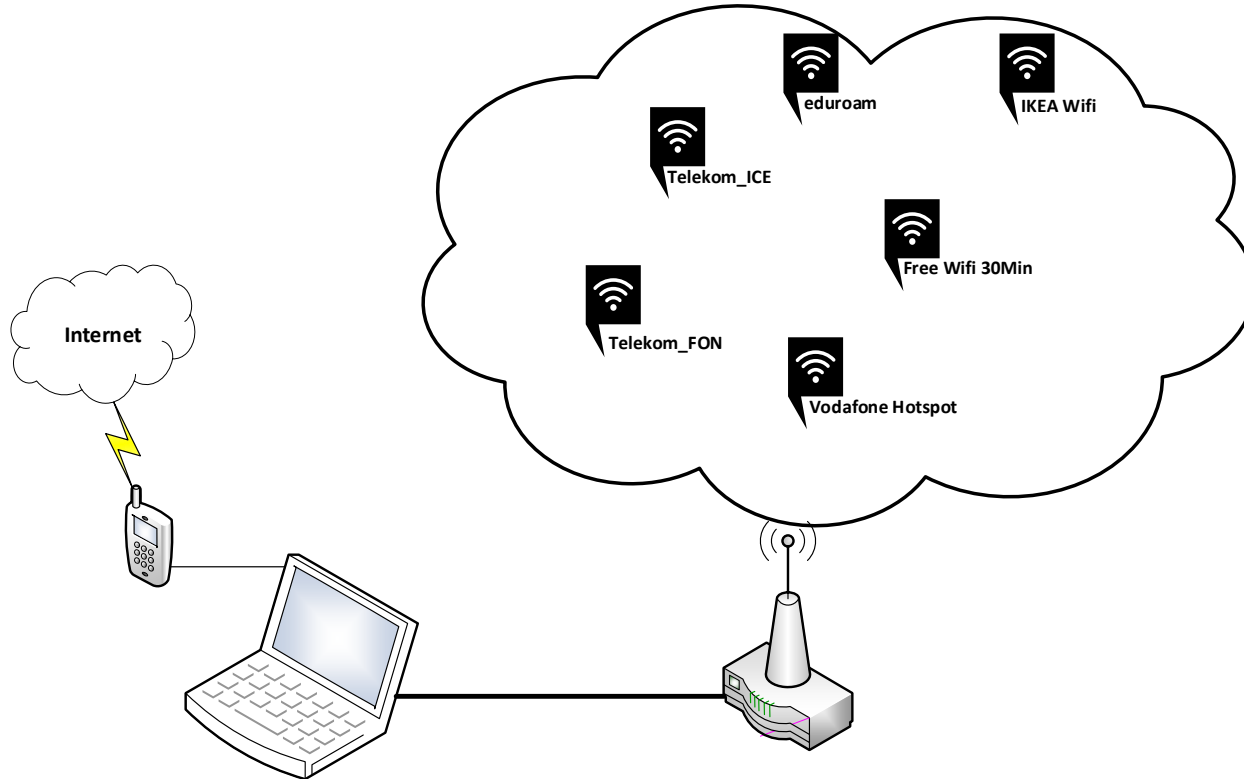 eduroam
IKEA Wifi
Telekom_ICE
Free Wifi 30Min
Internet
Telekom_FON
Vodafone Hotspot